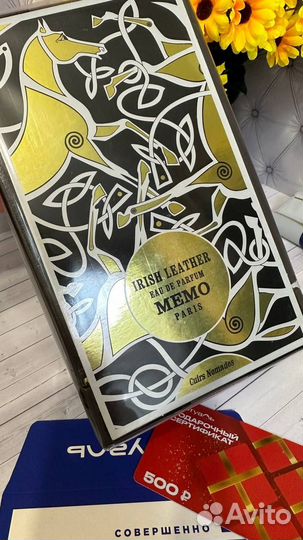 IRISH LEATHER
EAU DE PARFUM
MEMO
PARIS
Cuirs Nomades
ПОДАРОЧНЫЙ
СЕРТИФИКАТ
500 ₽
СОВЕРШЕННО
Avito